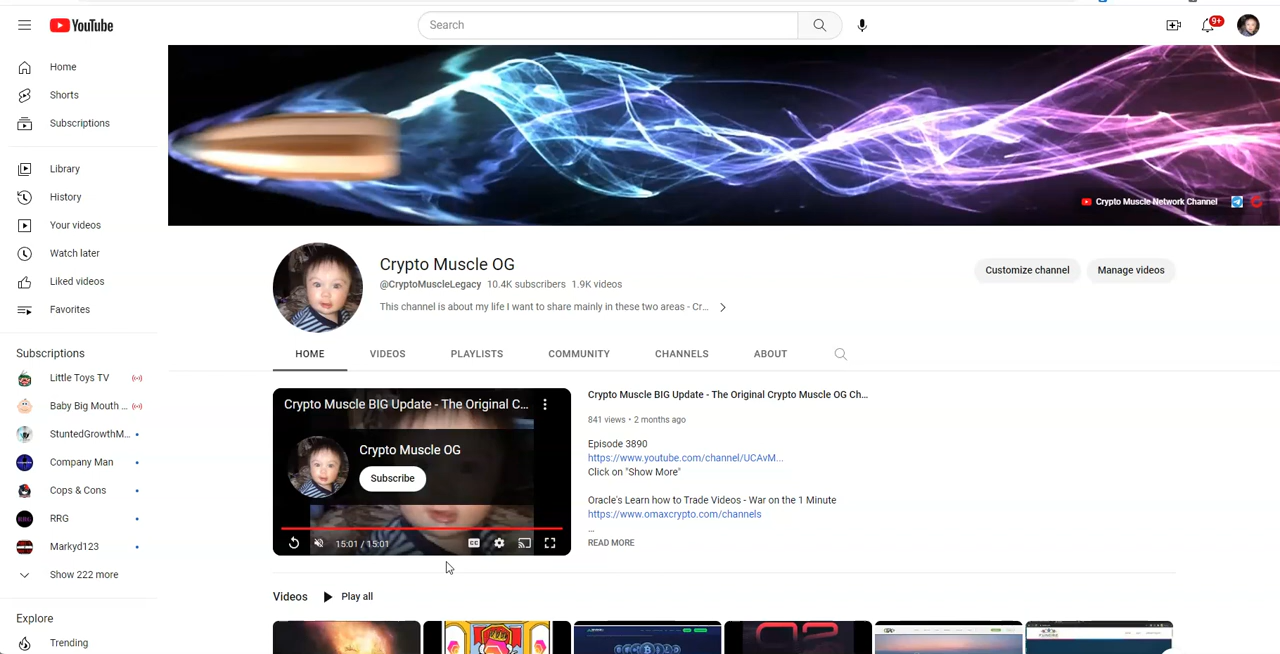 YouTube
Search
9+
Home
Shorts
Subscriptions
Library
History
Your videos
Watch later
Liked videos
Favorites
Subscriptions
Little Toys TV
Baby Big Mouth ...
StuntedGrowthM...
Company Man
Cops & Cons
RRG
Markyd123
Show 222 more
Explore
Trending
Crypto Muscle Network Channel
Crypto Muscle OG
@CryptoMuscleLegacy 10.4K subscribers 1.9K videos
This channel is about my life I want to share mainly in these two areas - Cr...
Customize channel
Manage videos
HOME VIDEOS PLAYLISTS COMMUNITY CHANNELS ABOUT
Crypto Muscle BIG Update - The Original C...
Crypto Muscle OG
Subscribe
15:01 / 15:01
CC
Crypto Muscle BIG Update - The Original Crypto Muscle OG Ch...
841 views • 2 months ago
Episode 3890
https://www.youtube.com/channel/UCAvM...
Click on "Show More"
Oracle's Learn how to Trade Videos - War on the 1 Minute
https://www.omaxcrypto.com/channels
...
READ MORE
Videos
Play all